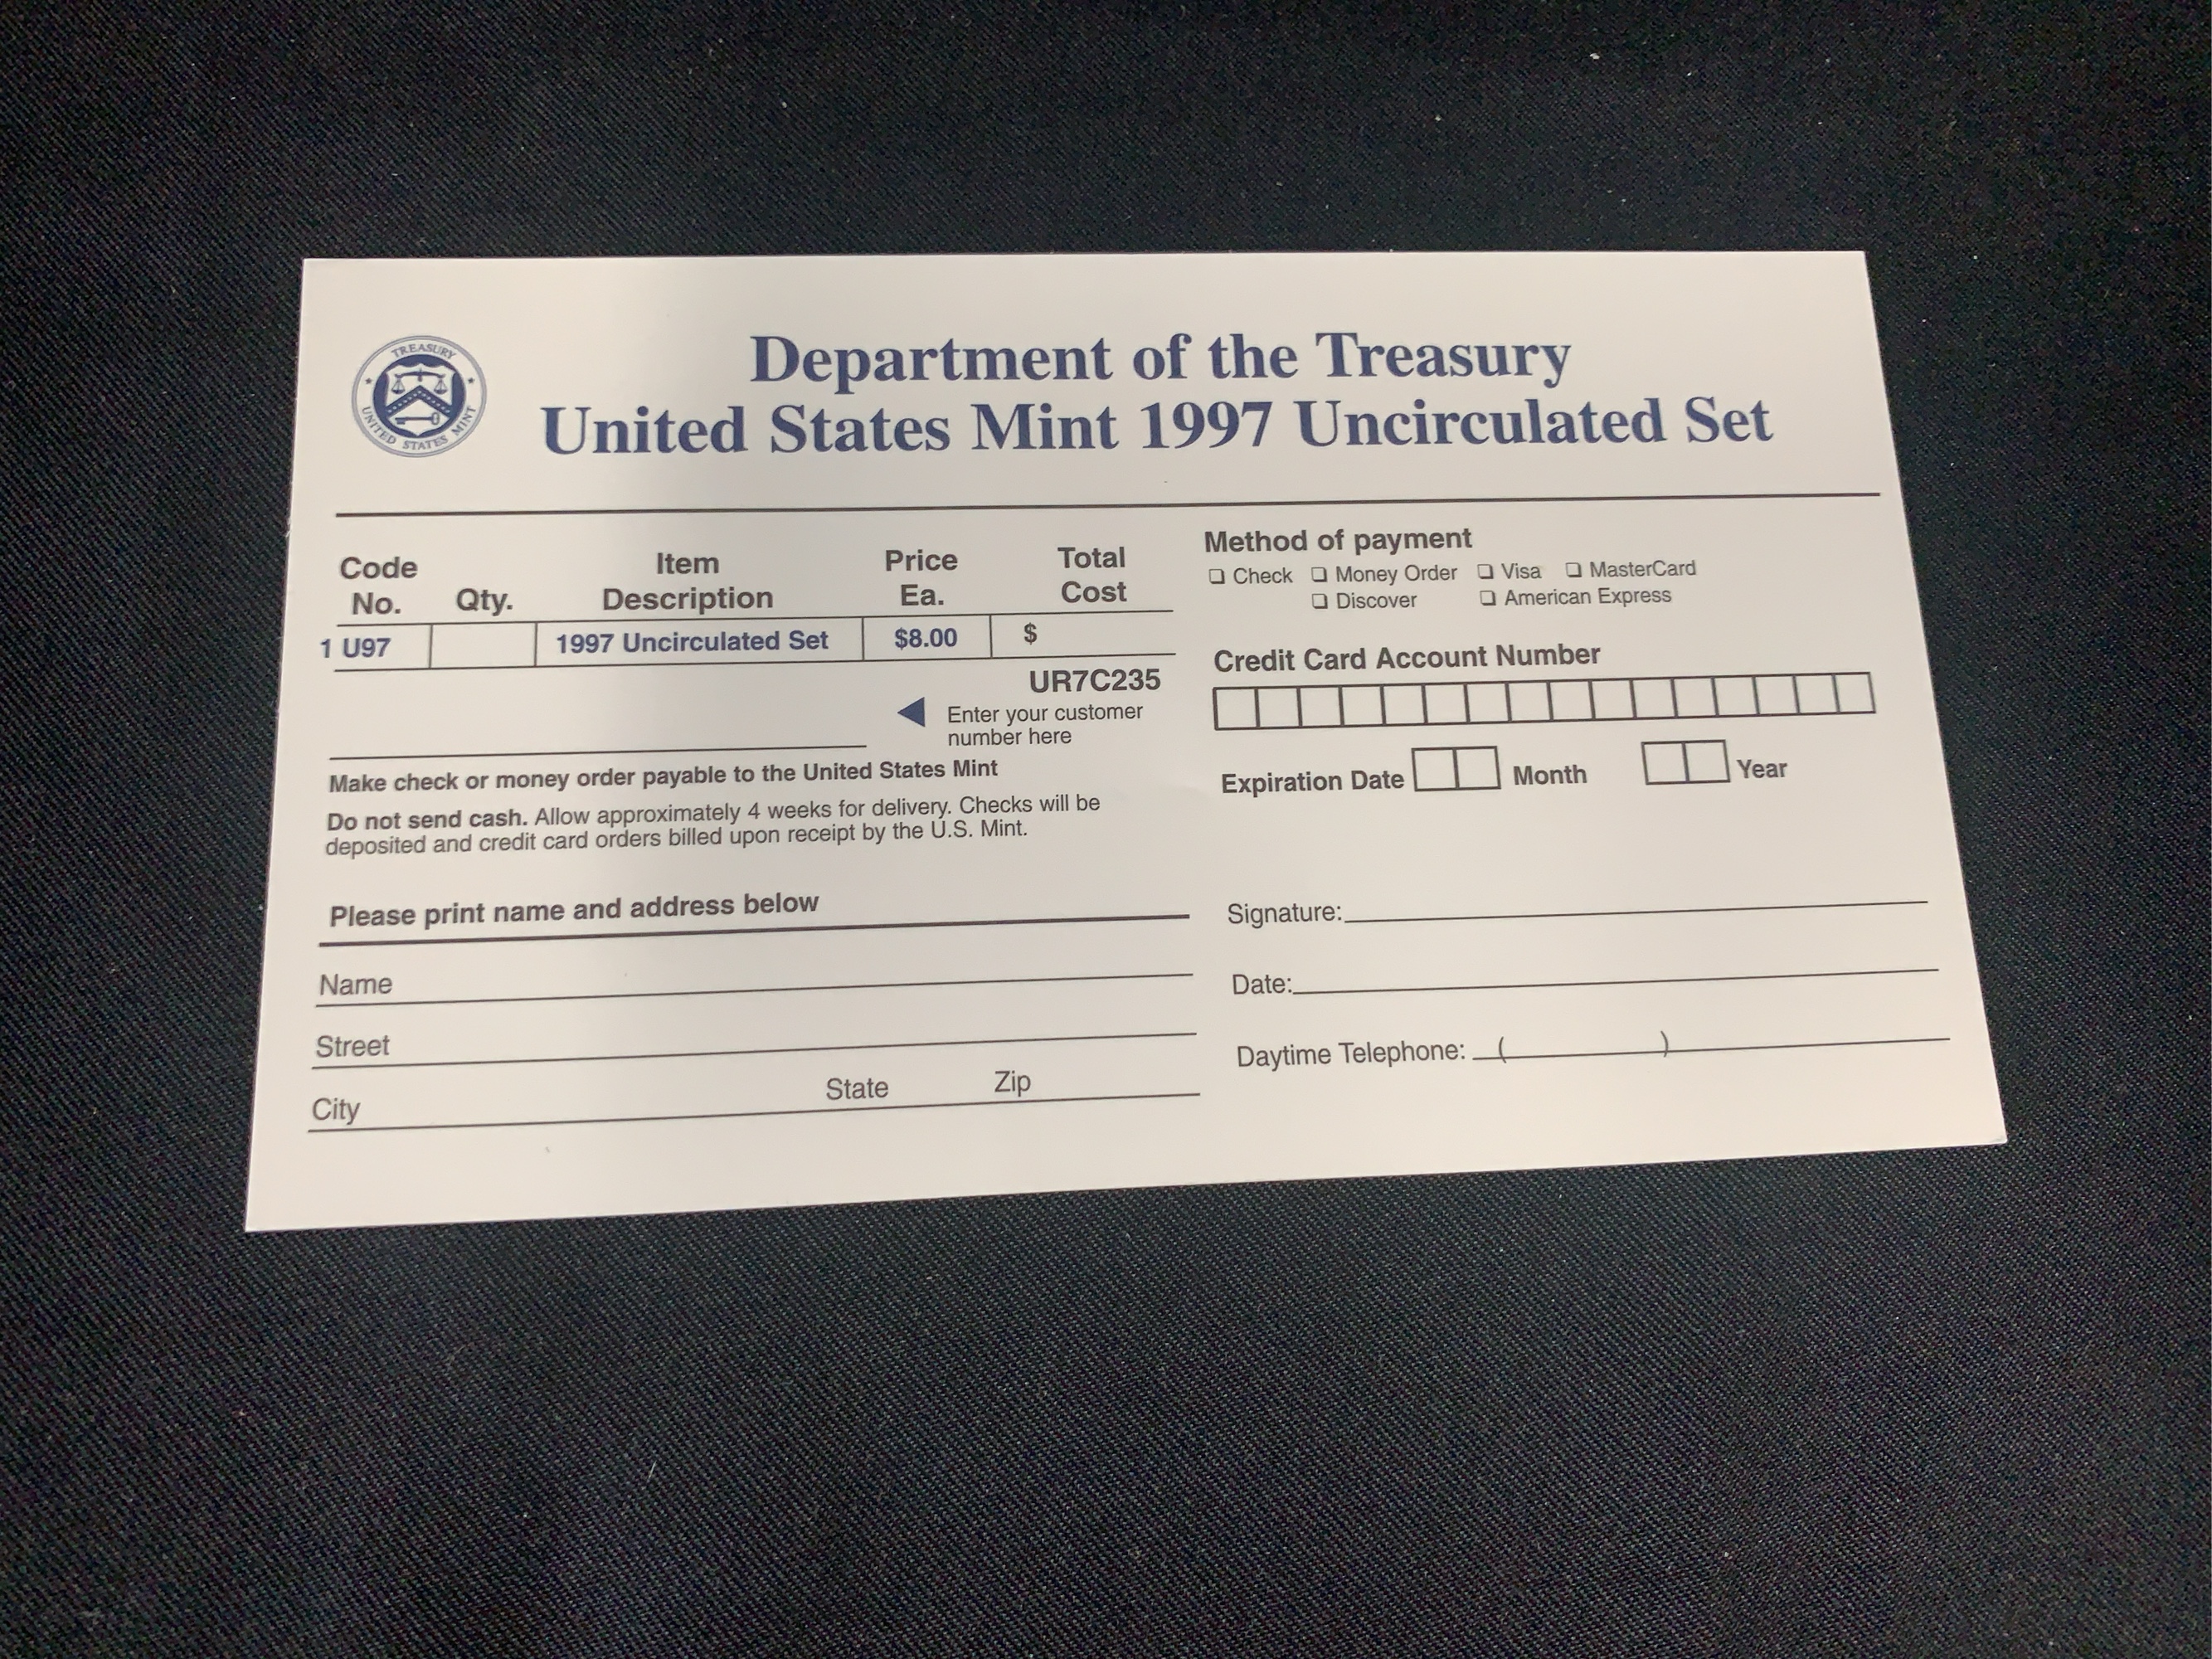 TREASURY
UNITED STATES MINT
Department of the Treasury
United States Mint 1997 Uncirculated Set
Code No. Qty. Item Description Price Ea. Total Cost
1 U97 1997 Uncirculated Set $8.00 $
UR7C235
Enter your customer
number here
Make check or money order payable to the United States Mint
Do not send cash. Allow approximately 4 weeks for delivery. Checks will be
deposited and credit card orders billed upon receipt by the U.S. Mint.
Please print name and address below
Name
Street
City State Zip
Method of payment
❏ Check ❏ Money Order ❏ Visa ❏ MasterCard
❏ Discover ❏ American Express
Credit Card Account Number
Expiration Date Month Year
Signature:
Date:
Daytime Telephone: ( )